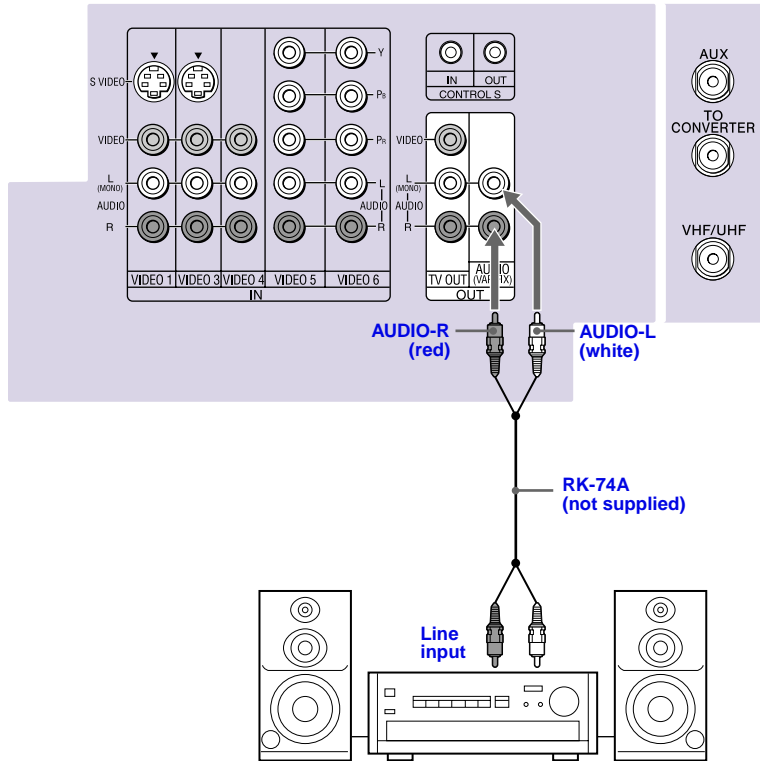 AUX
IN OUT
CONTROL S
TO
CONVERTER
VHF/UHF
S VIDEO
VIDEO
L
(MONO)
AUDIO
R
Y
PB
PR
L
AUDIO
R
VIDEO
L
(MONO)
AUDIO
R
VIDEO 1 VIDEO 3 VIDEO 4 VIDEO 5 VIDEO 6
IN
TV OUT
AUDIO
(VAR/FIX)
OUT
AUDIO-R
(red)
AUDIO-L
(white)
RK-74A
(not supplied)
Line
input